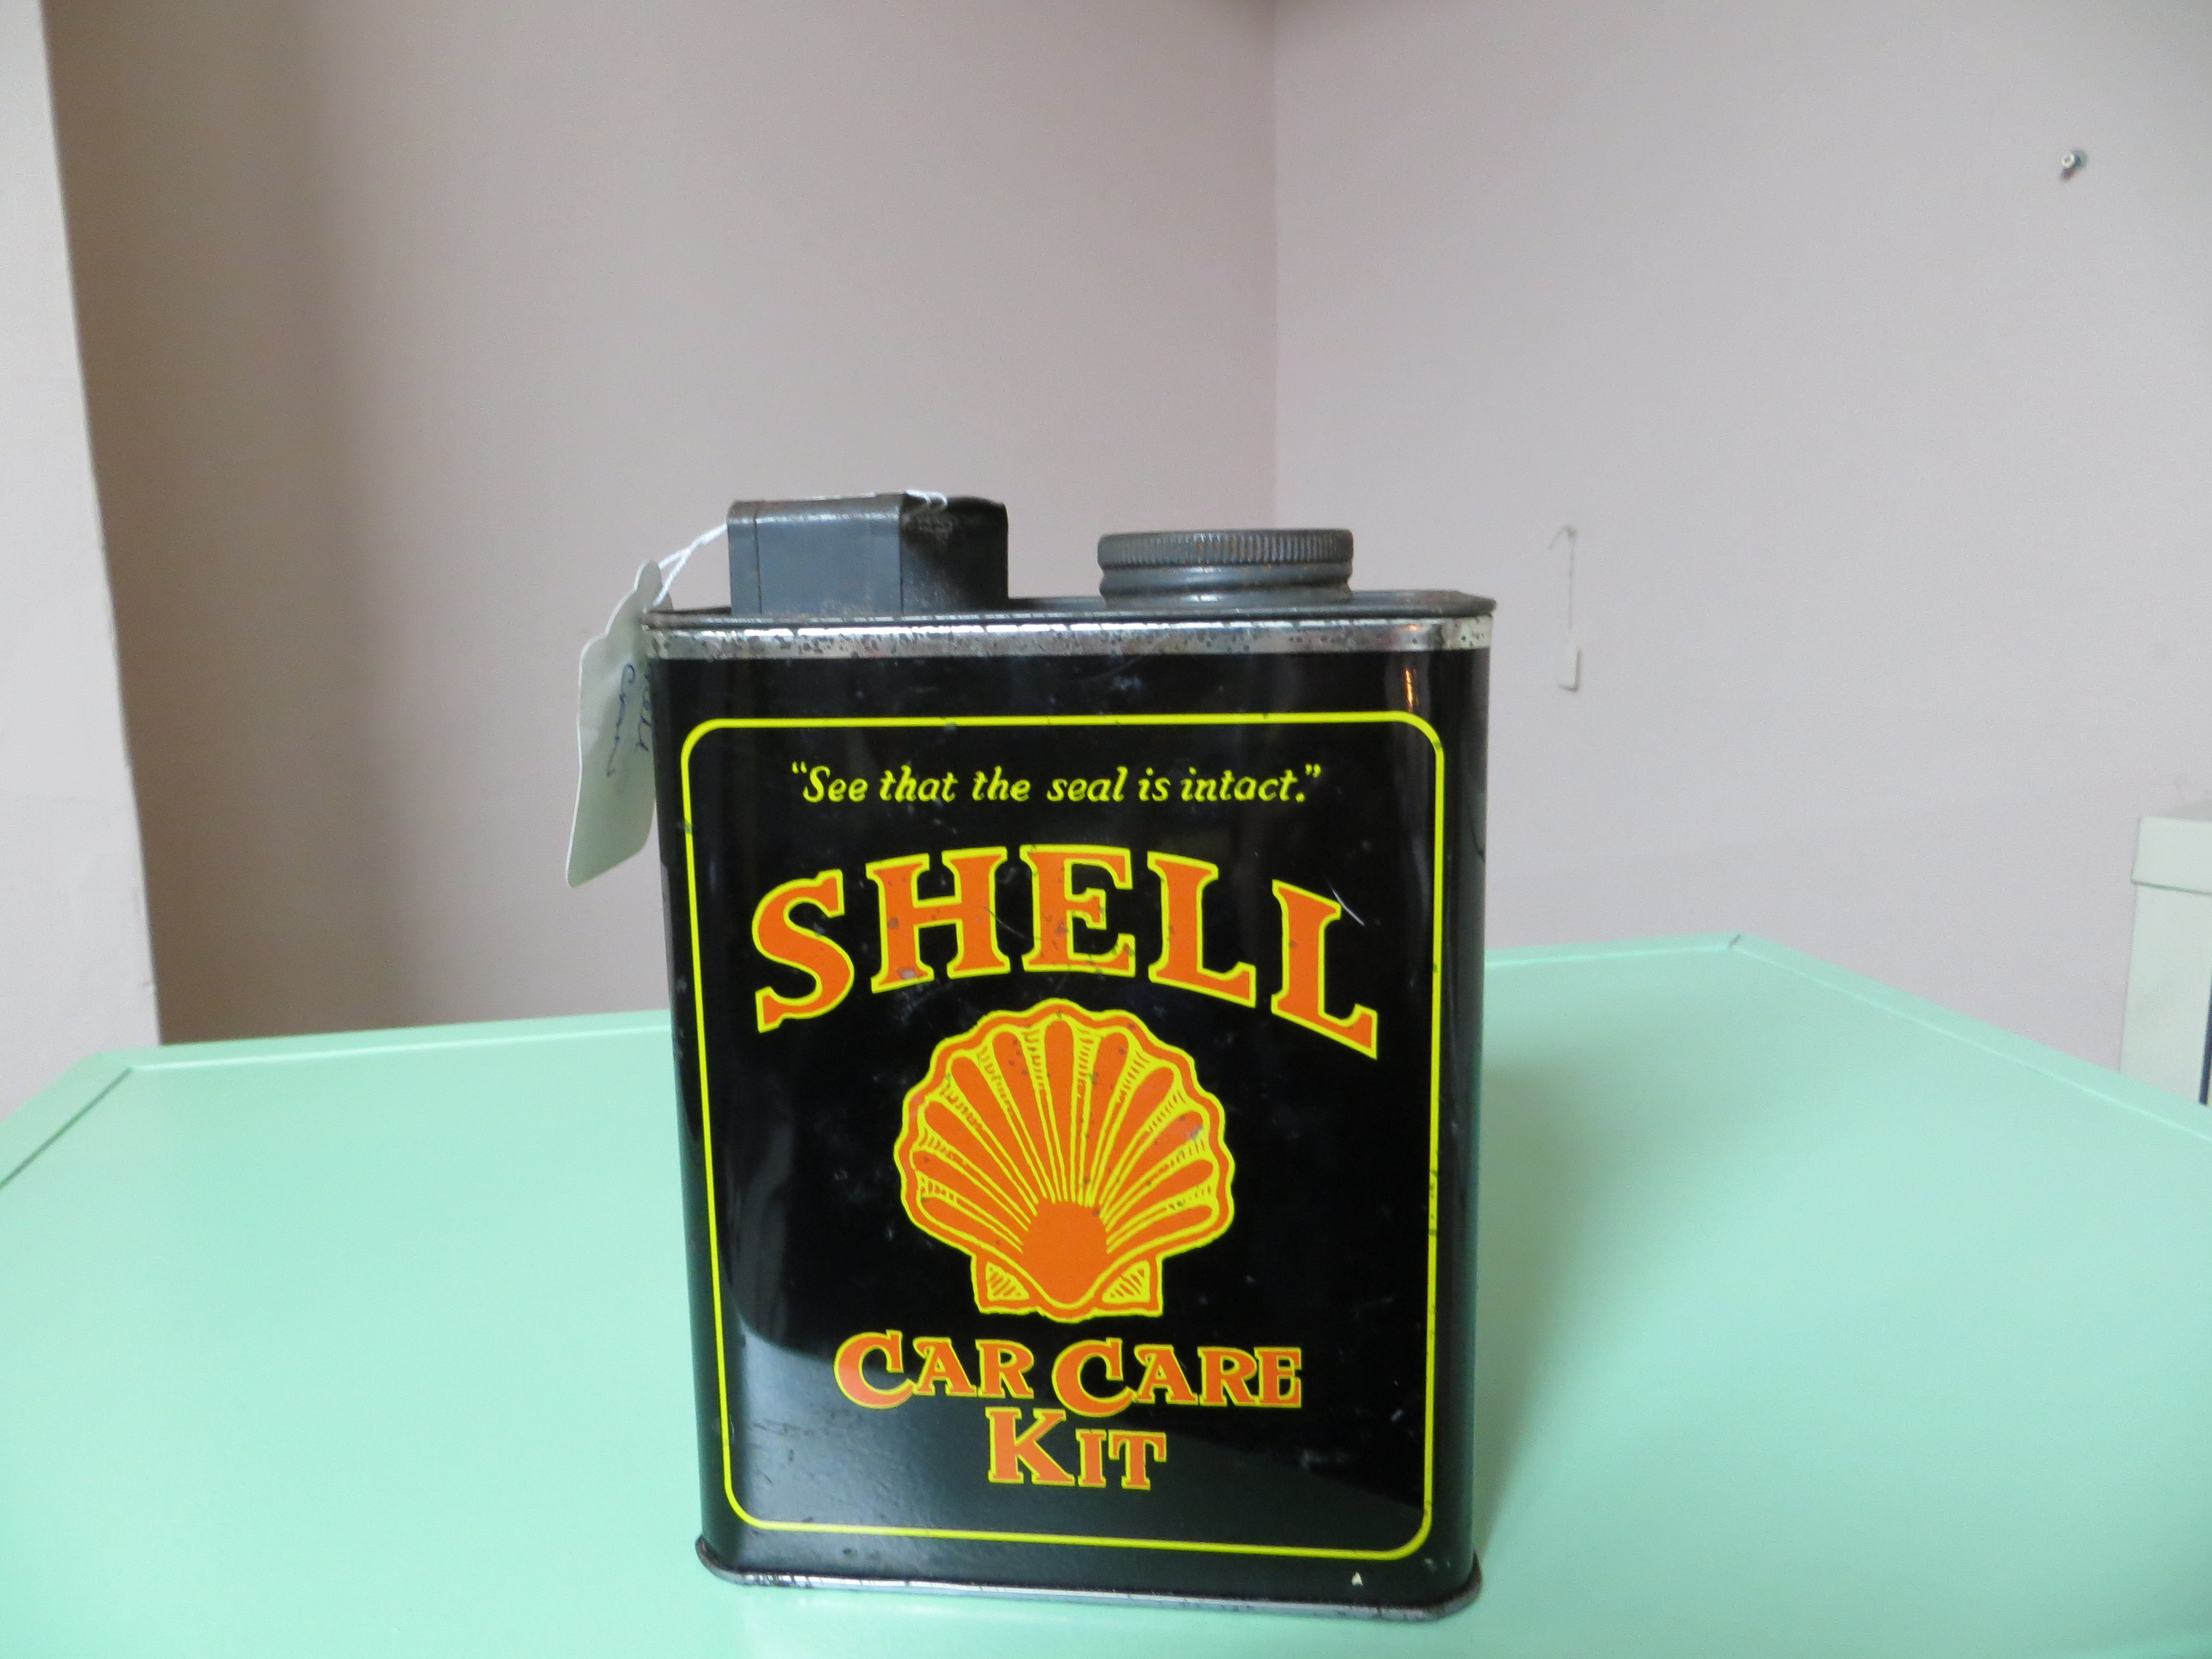 "See that the seal is intact."
SHELL
CAR CARE
KIT